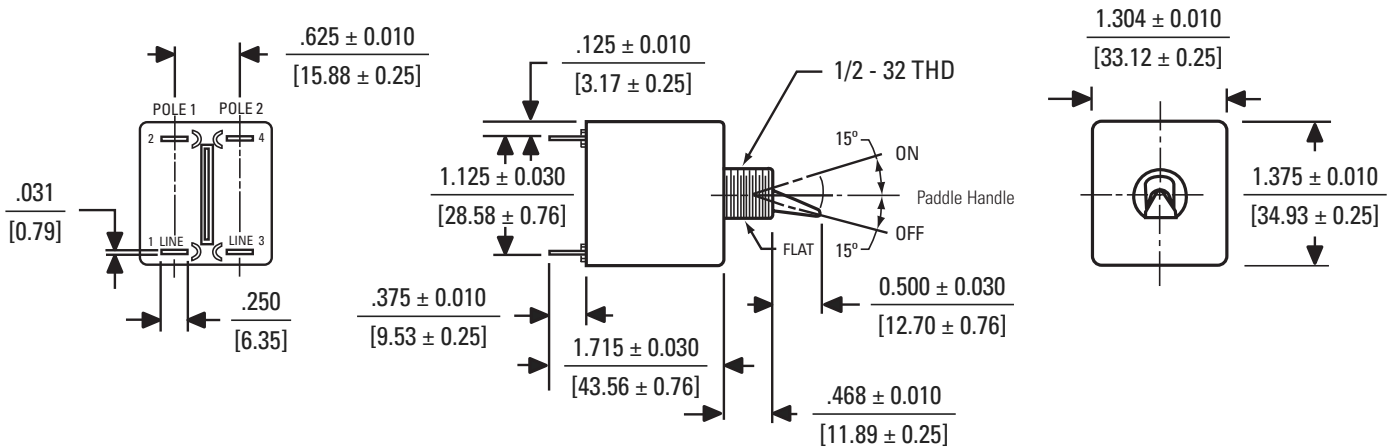 .625 ± 0.010
[15.88 ± 0.25]
POLE 1 POLE 2
2 4
.031
[0.79]
1 LINE LINE 3
.250
[6.35]
.125 ± 0.010
[3.17 ± 0.25]
1/2 - 32 THD
15º
ON
1.125 ± 0.030
[28.58 ± 0.76]
Paddle Handle
OFF
FLAT
15º
.375 ± 0.010
[9.53 ± 0.25]
0.500 ± 0.030
[12.70 ± 0.76]
1.715 ± 0.030
[43.56 ± 0.76]
.468 ± 0.010
[11.89 ± 0.25]
1.304 ± 0.010
[33.12 ± 0.25]
1.375 ± 0.010
[34.93 ± 0.25]